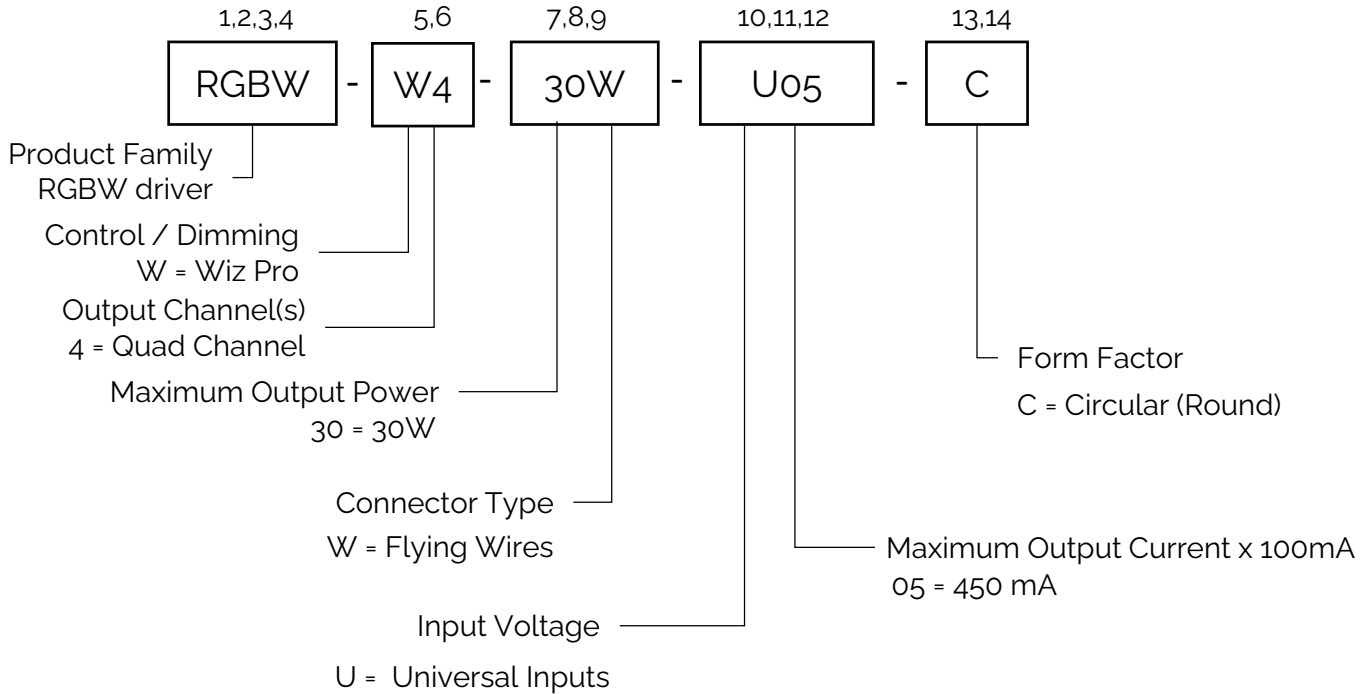 1,2,3,4 5,6 7,8,9 10,11,12 13,14
RGBW - W4 - 30W - U05 - C
Product Family
RGBW driver
Control / Dimming
W = Wiz Pro
Output Channel(s)
4 = Quad Channel
Form Factor
C = Circular (Round)
Maximum Output Power
30 = 30W
Connector Type
W = Flying Wires
Maximum Output Current x 100mA
05 = 450 mA
Input Voltage
U = Universal Inputs